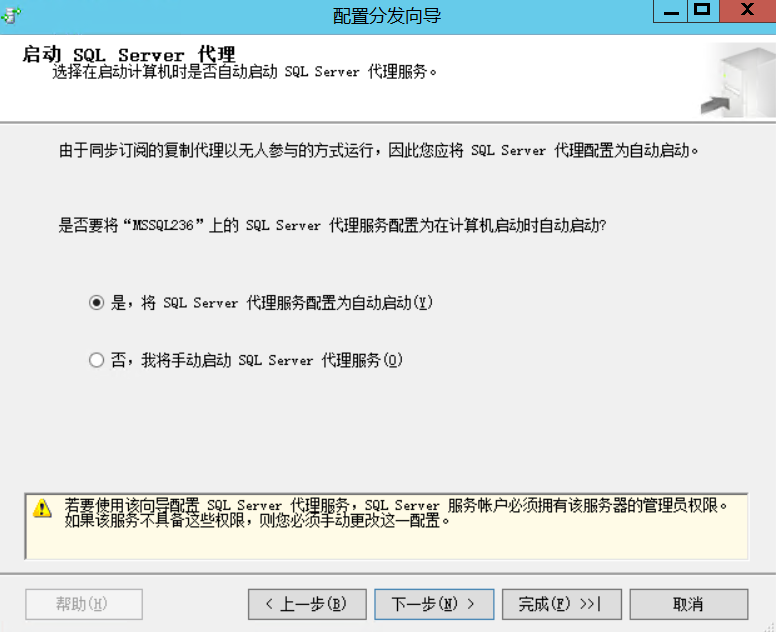 配置分发向导
启动 SQL Server 代理
选择在启动计算机时是否自动启动 SQL Server 代理服务。
由于同步订阅的复制代理以无人参与的方式运行，因此您应将 SQL Server 代理配置为自动启动。
是否要将“MSSQL236”上的 SQL Server 代理服务配置为在计算机启动时自动启动?
是，将 SQL Server 代理服务配置为自动启动(Y)
否，我将手动启动 SQL Server 代理服务(O)
若要使用该向导配置 SQL Server 代理服务，SQL Server 服务帐户必须拥有该服务器的管理员权限。
如果该服务不具备这些权限，则您必须手动更改这一配置。
帮助(H) < 上一步(B) 下一步(N) > 完成(F) >>| 取消